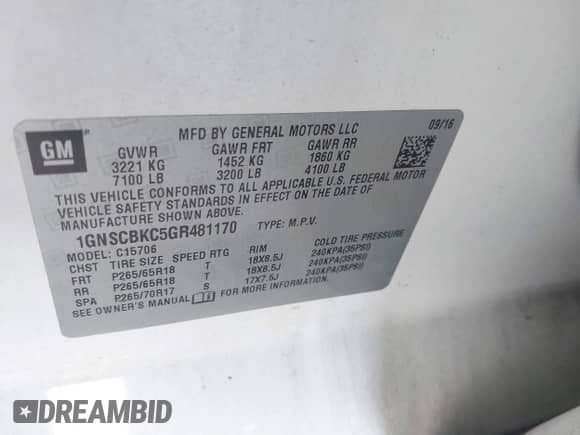 GM
MFD BY GENERAL MOTORS LLC 09/16
GVWR GAWR FRT GAWR RR
3221 KG 1452 KG 1860 KG
7100 LB 3200 LB 4100 LB
THIS VEHICLE CONFORMS TO ALL APPLICABLE U.S. FEDERAL MOTOR
VEHICLE SAFETY STANDARDS IN EFFECT ON THE DATE OF
MANUFACTURE SHOWN ABOVE.
1GNSCBKC5GR481170 TYPE: M.P.V.
MODEL: C15706
CHST TIRE SIZE SPEED RTG RIM COLD TIRE PRESSURE
FRT P265/65R18 T 18X8.5J 240KPA(35PSI)
RR P265/65R18 T 18X8.5J 240KPA(35PSI)
SPA P265/70R17 S 17X7.5J 240KPA(35PSI)
SEE OWNER'S MANUAL FOR MORE INFORMATION.
DREAMBID